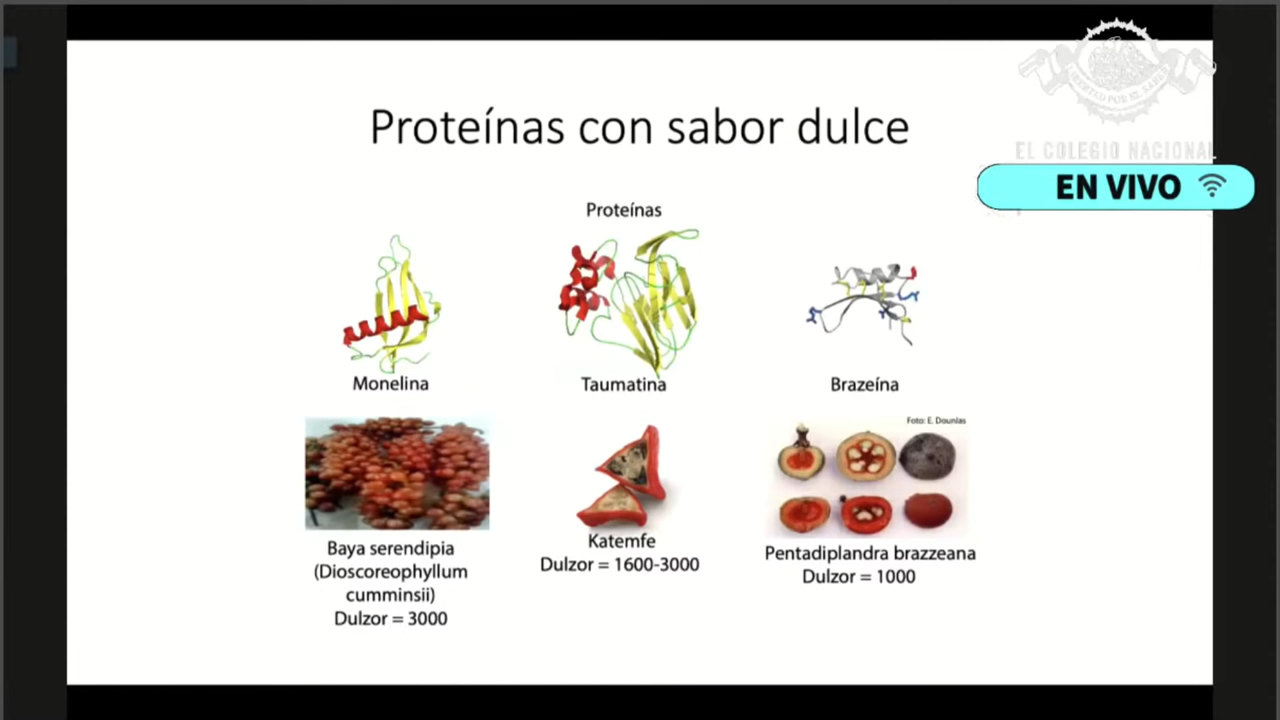 Proteínas con sabor dulce
EL COLEGIO NACIONAL
EN VIVO
Proteínas
Monelina
Taumatina
Brazeína
Foto: E. Dounias
Baya serendipia
(Dioscoreophyllum
cumminsii)
Dulzor = 3000
Katemfe
Dulzor = 1600-3000
Pentadiplandra brazzeana
Dulzor = 1000